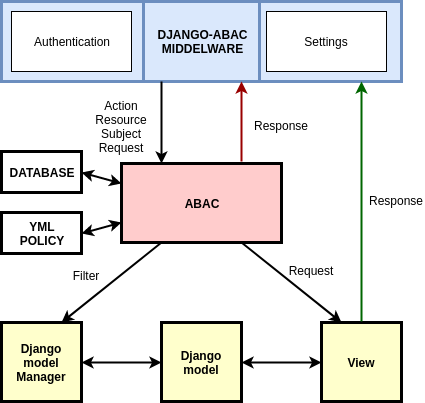 Authentication
DJANGO-ABAC
MIDDELWARE
Settings
Action
Resource
Subject
Request
Response
DATABASE
ABAC
Response
YML
POLICY
Filter
Request
Django
model
Manager
Django
model
View